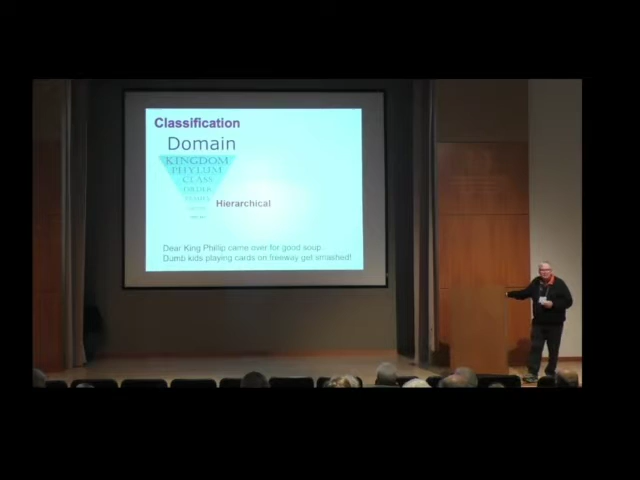 Classification
Domain
KINGDOM
PHYLUM
CLASS
ORDER
Hierarchical
Dear King Phillip came over for good soup
Dumb kids playing cards on freeway get smashed!